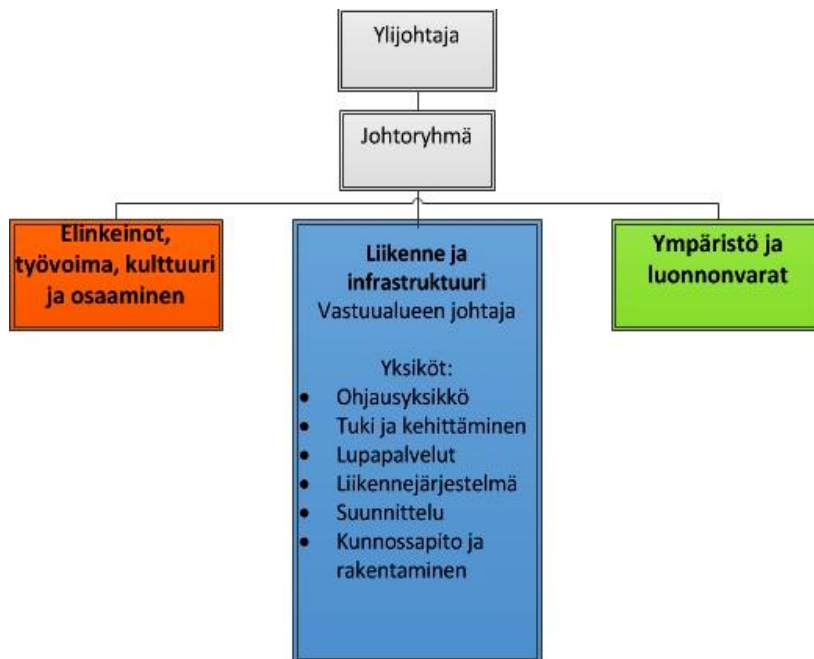 Ylijohtaja
Johtoryhmä
Elinkeinot,
työvoima, kulttuuri
ja osaaminen
Liikenne ja
infrastruktuuri
Vastuualueen johtaja
Yksiköt:
• Ohjausyksikkö
• Tuki ja kehittäminen
• Lupapalvelut
• Liikennejärjestelmä
• Suunnittelu
• Kunnossapito ja
rakentaminen
Ympäristö ja
luonnonvarat